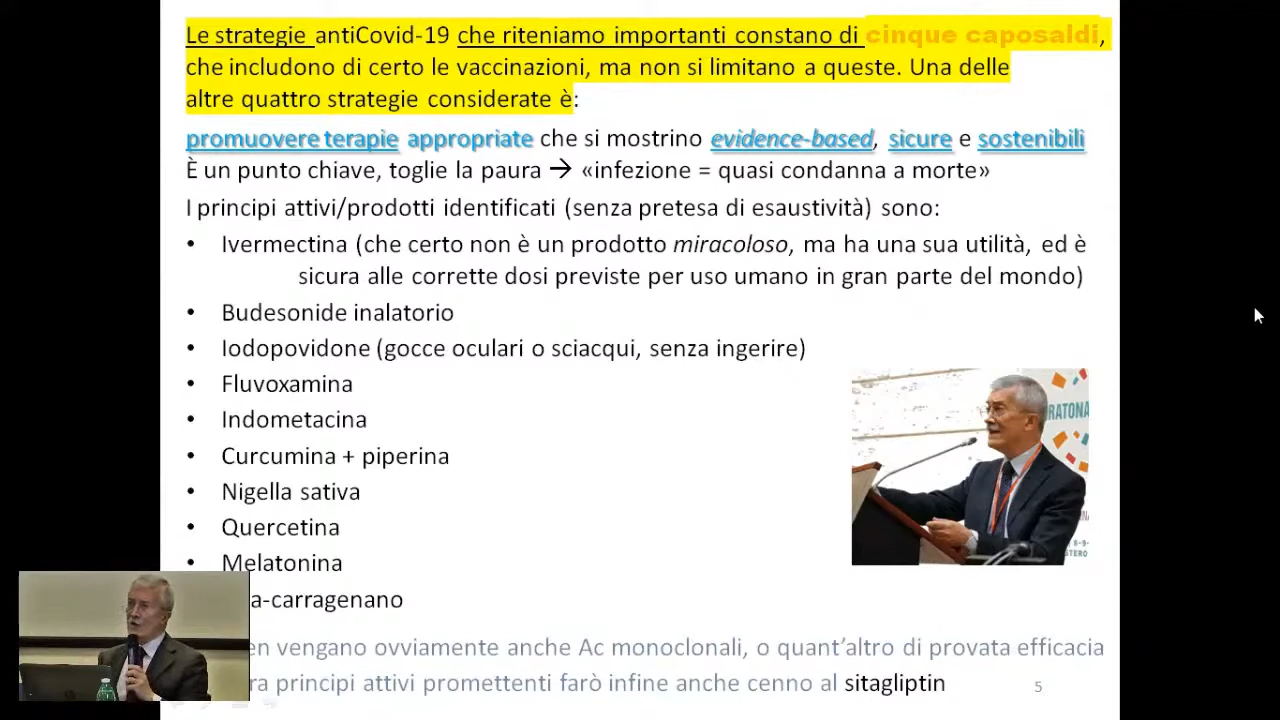 Le strategie antiCovid-19 che riteniamo importanti constano di cinque caposaldi,
che includono di certo le vaccinazioni, ma non si limitano a queste. Una delle
altre quattro strategie considerate è:
promuovere terapie appropriate che si mostrino evidence-based, sicure e sostenibili
È un punto chiave, toglie la paura → «infezione = quasi condanna a morte»
I principi attivi/prodotti identificati (senza pretesa di esaustività) sono:
• Ivermectina (che certo non è un prodotto miracoloso, ma ha una sua utilità, ed è
sicura alle corrette dosi previste per uso umano in gran parte del mondo)
• Budesonide inalatorio
• Iodopovidone (gocce oculari o sciacqui, senza ingerire)
• Fluvoxamina
• Indometacina
• Curcumina + piperina
• Nigella sativa
• Quercetina
• Melatonina
a-carragenano
en vengano ovviamente anche Ac monoclonali, o quant'altro di provata efficacia
ra principi attivi promettenti farò infine anche cenno al sitagliptin
5